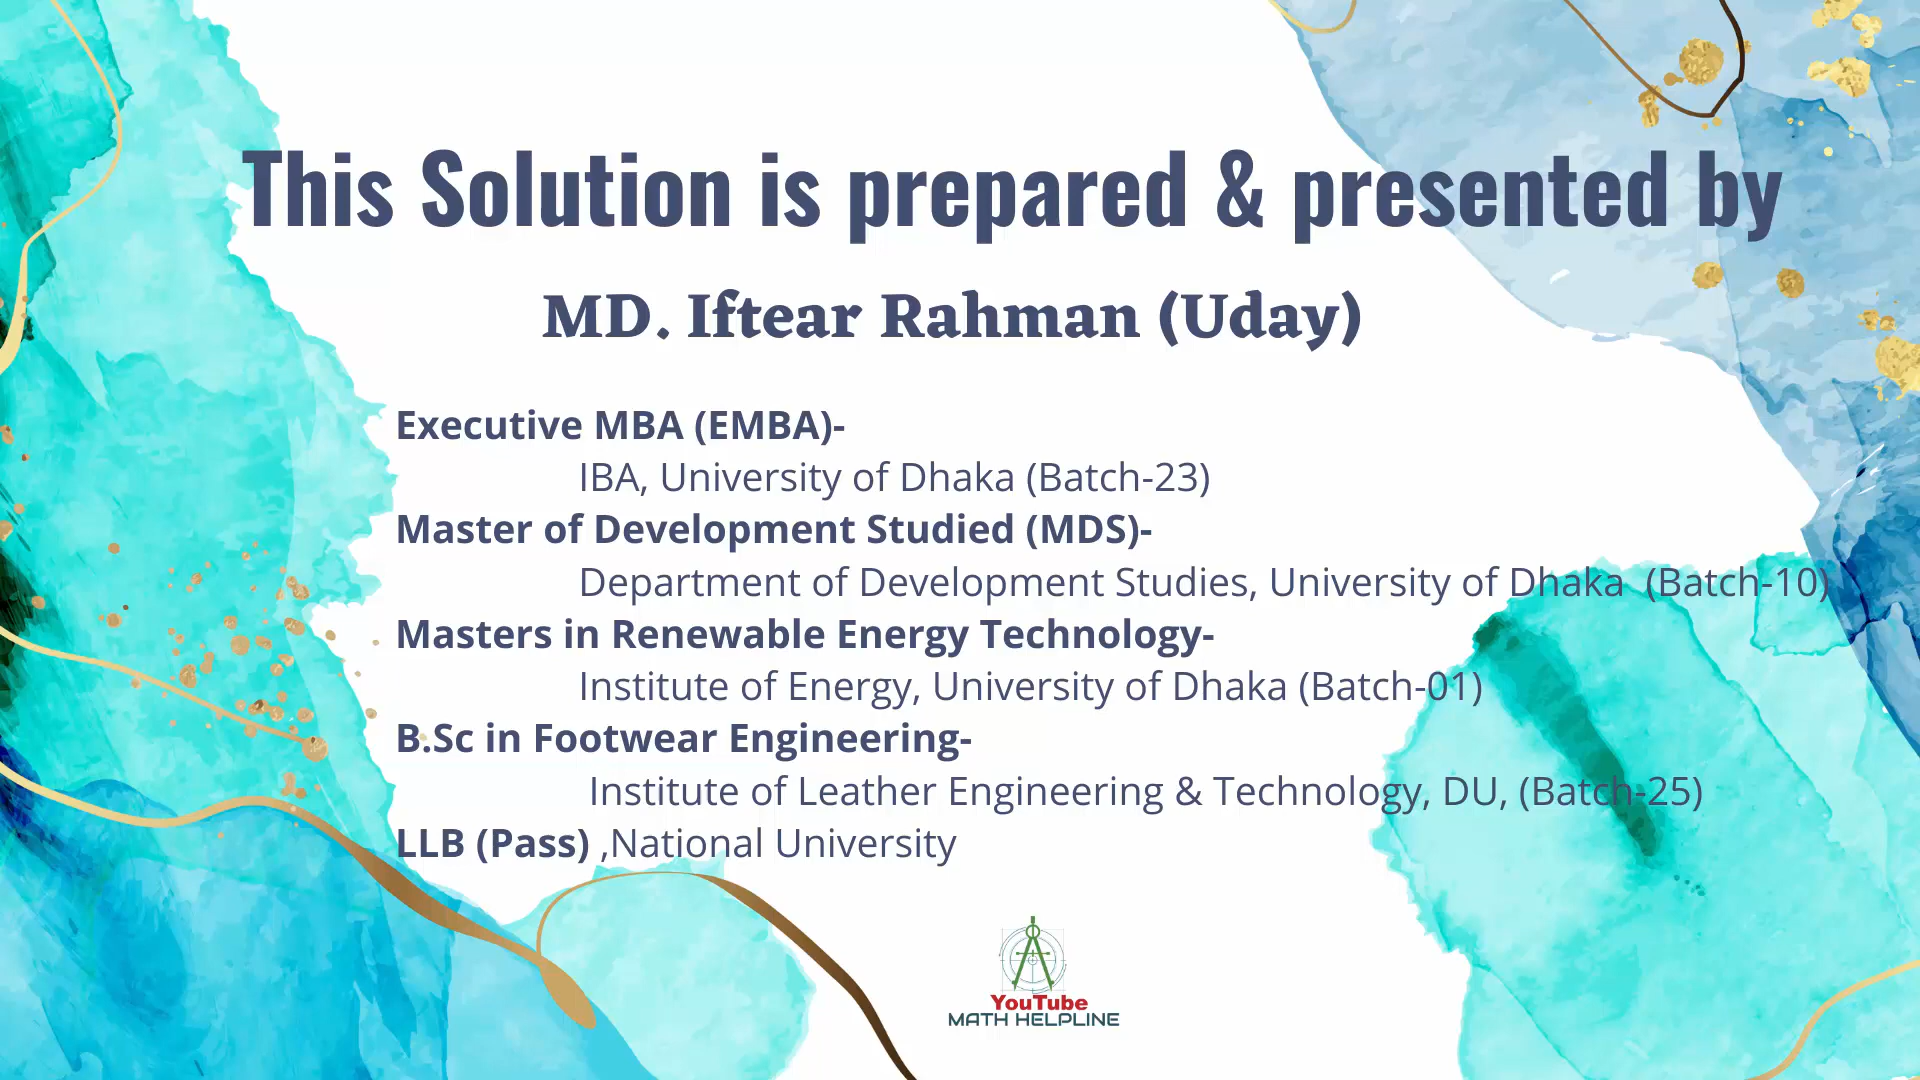 This Solution is prepared & presented by
MD. Iftear Rahman (Uday)
Executive MBA (EMBA)-
IBA, University of Dhaka (Batch-23)
Master of Development Studied (MDS)-
Department of Development Studies, University of Dhaka (Batch-10)
Masters in Renewable Energy Technology-
Institute of Energy, University of Dhaka (Batch-01)
B.Sc in Footwear Engineering-
Institute of Leather Engineering & Technology, DU, (Batch-25)
LLB (Pass) ,National University
YouTube
MATH HELPLINE